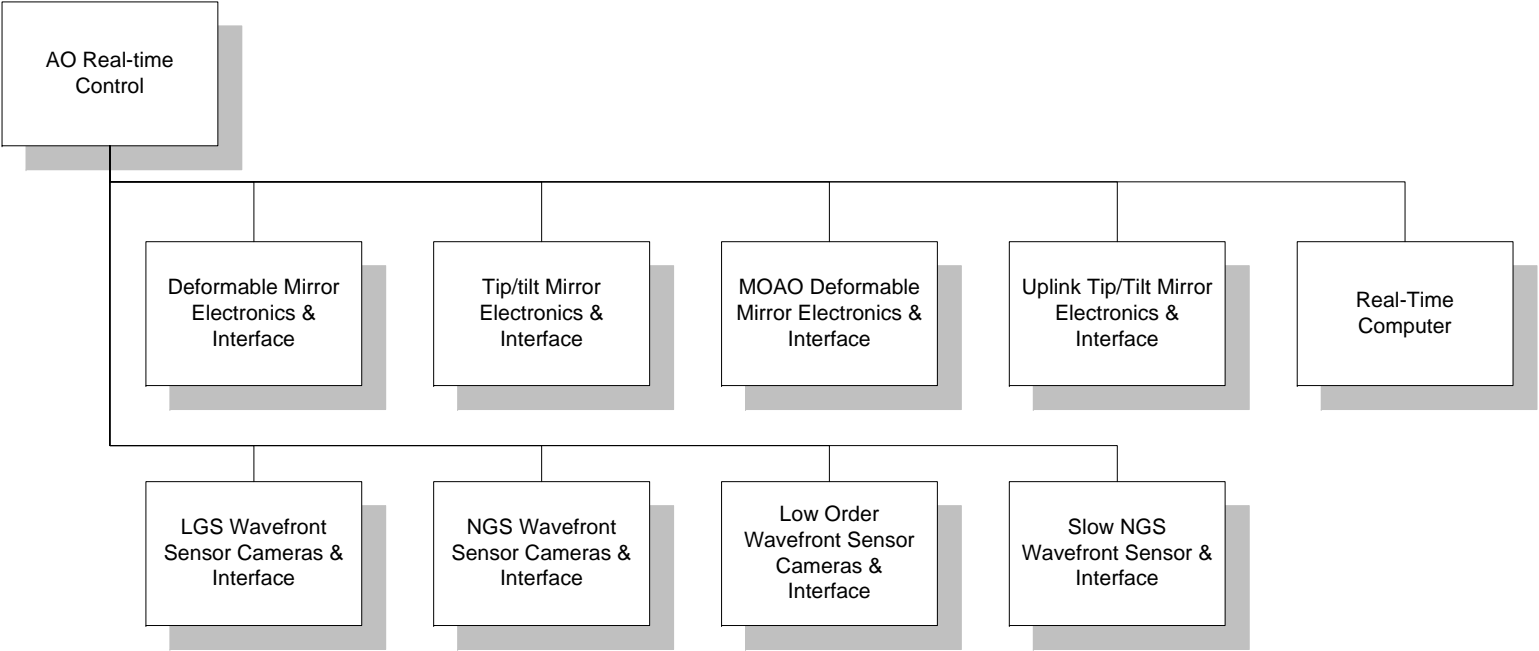 AO Real-time
Control
Deformable Mirror
Electronics &
Interface
Tip/tilt Mirror
Electronics &
Interface
MOAO Deformable
Mirror Electronics &
Interface
Uplink Tip/Tilt Mirror
Electronics &
Interface
Real-Time
Computer
LGS Wavefront
Sensor Cameras &
Interface
NGS Wavefront
Sensor Cameras &
Interface
Low Order
Wavefront Sensor
Cameras &
Interface
Slow NGS
Wavefront Sensor &
Interface